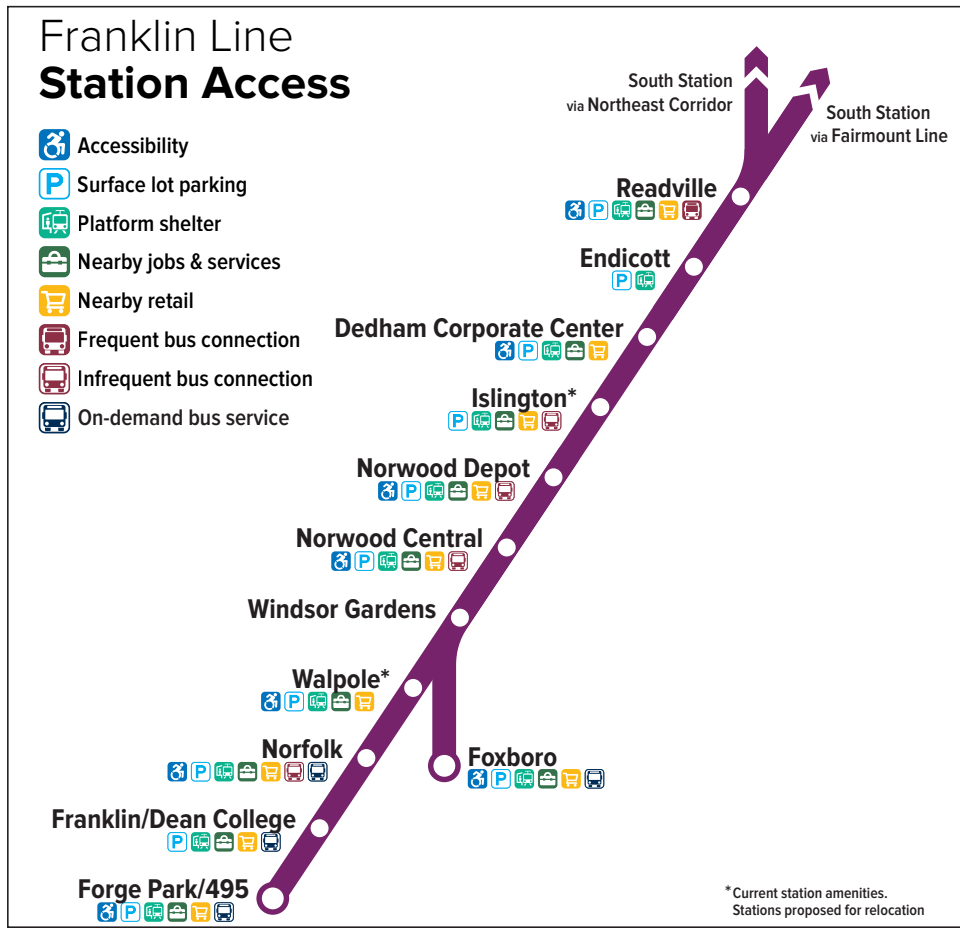 Franklin Line
Station Access
Accessibility
P Surface lot parking
Platform shelter
Nearby jobs & services
Nearby retail
Frequent bus connection
Infrequent bus connection
On-demand bus service
South Station
via Northeast Corridor
South Station
via Fairmount Line
Readville
P
Endicott
P
Dedham Corporate Center
P
Islington*
P
Norwood Depot
P
Norwood Central
P
Windsor Gardens
Walpole*
P
Norfolk
P
Foxboro
P
Franklin/Dean College
P
Forge Park/495
P
*Current station amenities.
Stations proposed for relocation